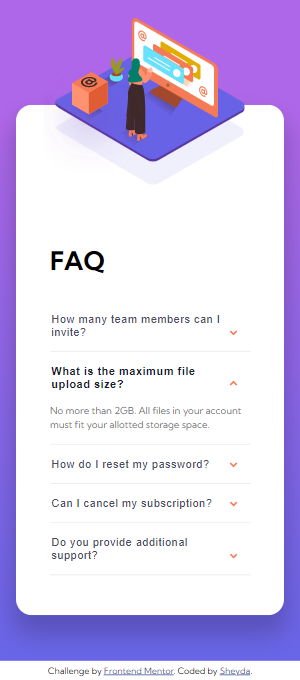 FAQ
How many team members can I
invite?
What is the maximum file
upload size?
No more than 2GB. All files in your account
must fit your allotted storage space.
How do I reset my password?
Can I cancel my subscription?
Do you provide additional
support?
Challenge by Frontend Mentor. Coded by Sheyda.